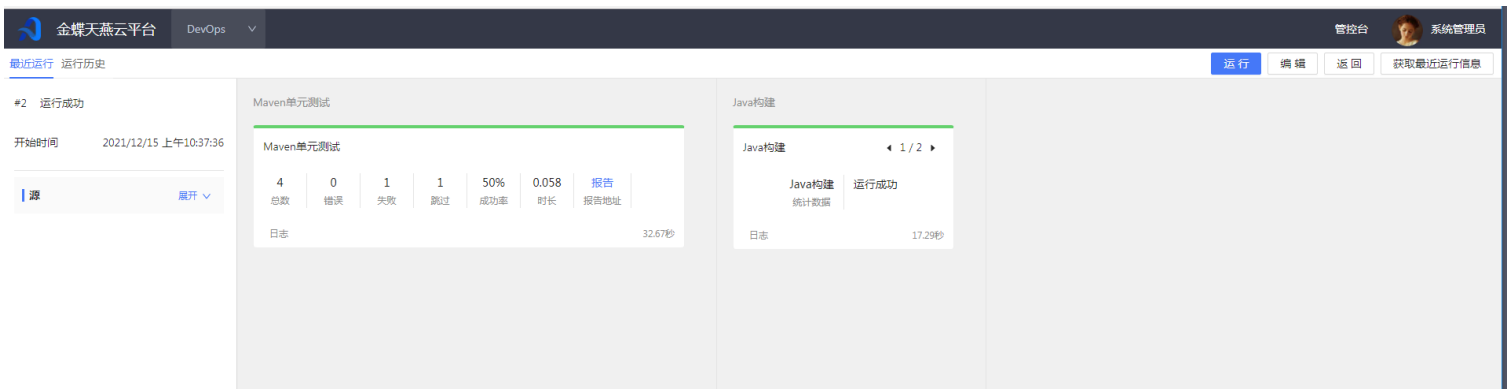 金蝶天燕云平台 DevOps 管控台 系统管理员
最近运行 运行历史 运行 编辑 返回 获取最近运行信息
#2 运行成功
开始时间 2021/12/15 上午10:37:36
源 展开
Maven单元测试
Maven单元测试
4 0 1 1 50% 0.058 报告
总数 错误 失败 跳过 成功率 时长 报告地址
日志 32.67秒
Java构建
Java构建 1 / 2
Java构建 运行成功
统计数据
日志 17.29秒